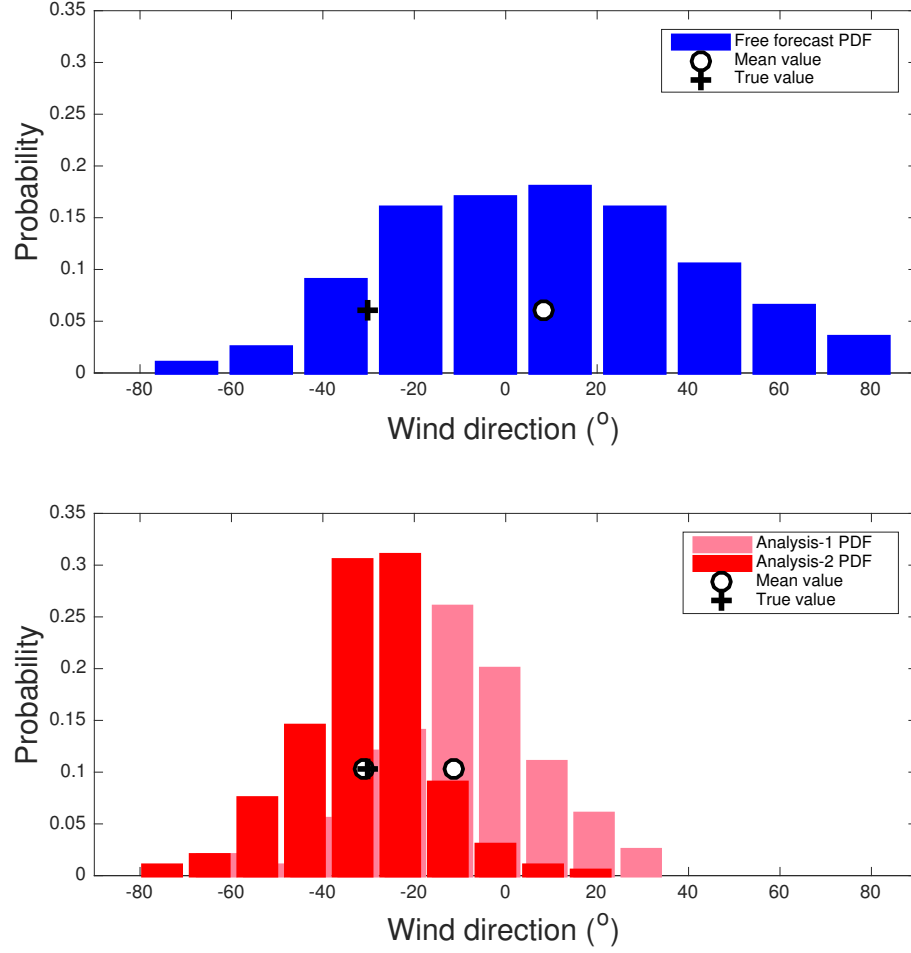 0.35
0.3
0.25
0.2
0.15
0.1
0.05
0
Probability
Free forecast PDF
Mean value
True value
-80 -60 -40 -20 0 20 40 60 80
Wind direction (o)
0.35
0.3
0.25
0.2
0.15
0.1
0.05
0
Probability
Analysis-1 PDF
Analysis-2 PDF
Mean value
True value
-80 -60 -40 -20 0 20 40 60 80
Wind direction (o)